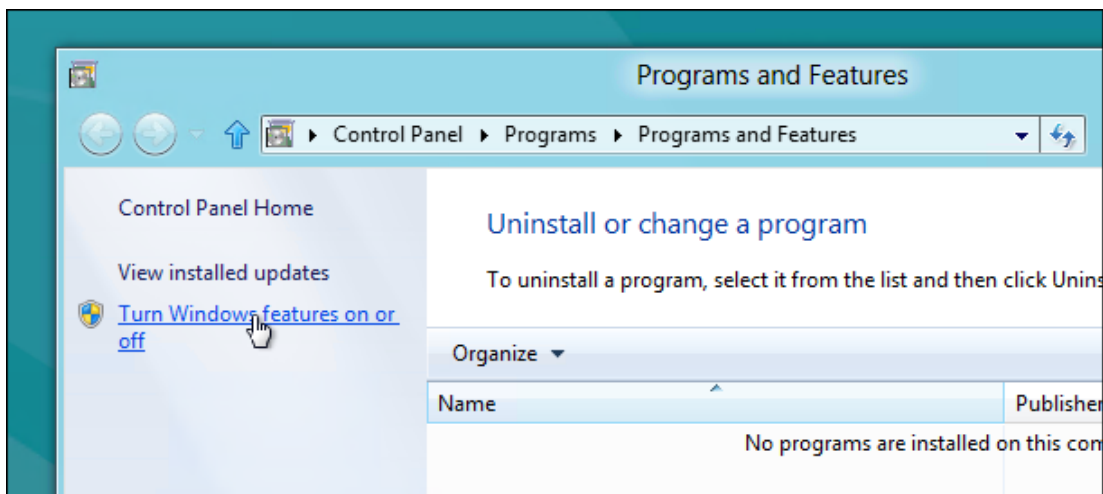 Programs and Features
Control Panel Programs Programs and Features
Control Panel Home
View installed updates
Turn Windows features on or
off
Uninstall or change a program
To uninstall a program, select it from the list and then click Unins
Organize
Name
Publisher
No programs are installed on this com